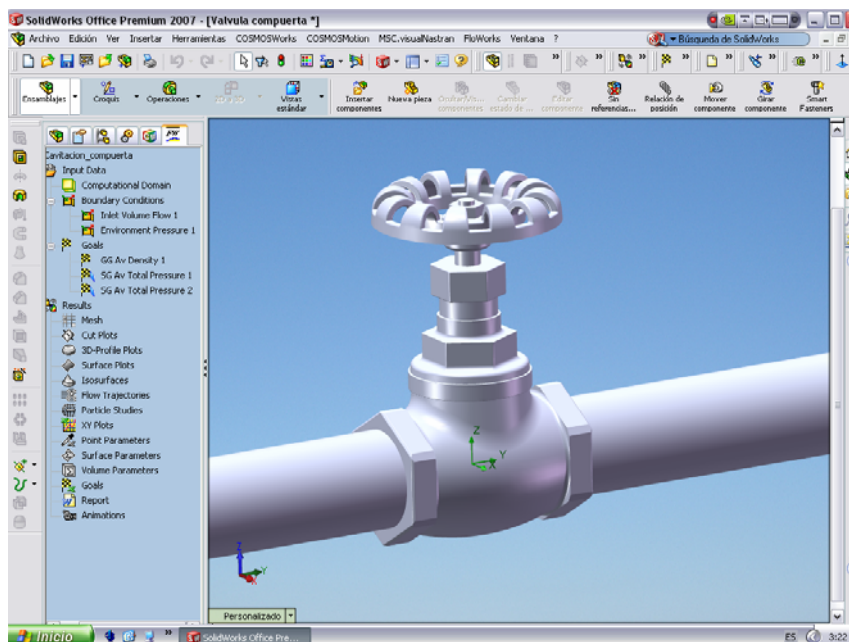 SolidWorks Office Premium 2007 - [Valvula compuerta *]
Archivo Edición Ver Insertar Herramientas COSMOSWorks COSMOSMotion MSC.visualNastran FloWorks Ventana ? Búsqueda de SolidWorks
Ensamblajes Croquis Operaciones Vistas estándar Insertar componentes Nueva pieza Cambiar estado de ... Editar componente Sin referencias... Relación de posición Mover componente Girar componente Smart Fasteners
Cavitacion_compuerta
Input Data
Computational Domain
Boundary Conditions
Inlet Volume Flow 1
Environment Pressure 1
Goals
GG Av Density 1
SG Av Total Pressure 1
SG Av Total Pressure 2
Results
Mesh
Cut Plots
3D-Profile Plots
Surface Plots
Isosurfaces
Flow Trajectories
Particle Studies
XY Plots
Point Parameters
Surface Parameters
Volume Parameters
Goals
Report
Animations
Z
Y
X
Z
Y
X
Personalizado
Inicio SolidWorks Office Pre... ES 3:22